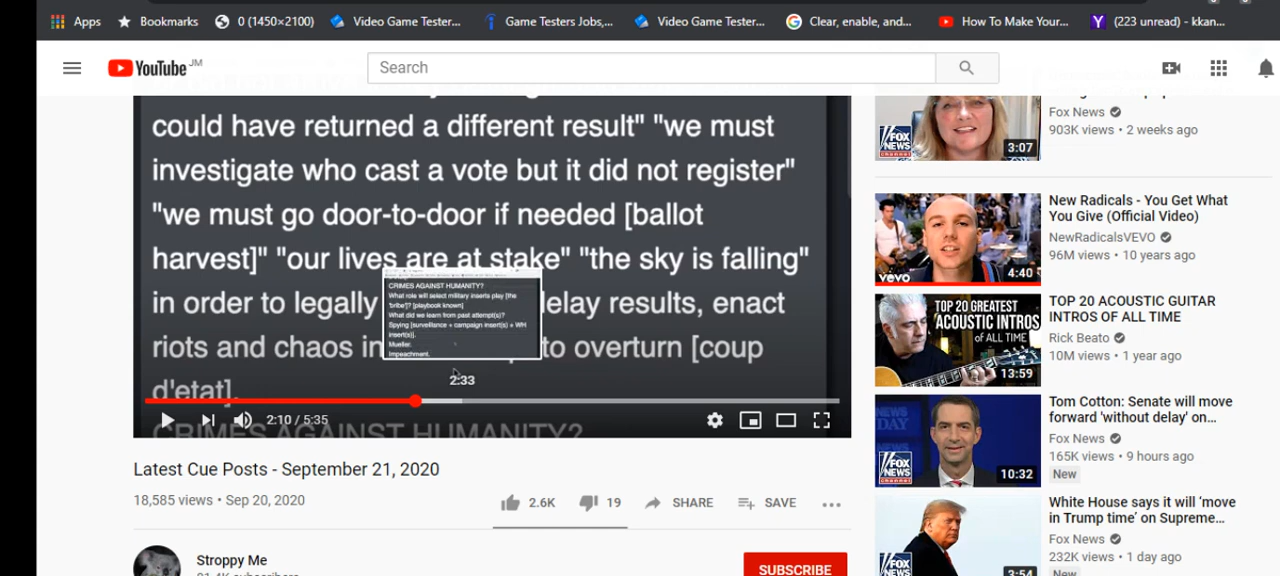 Apps
Bookmarks
0 (1450×2100)
Video Game Tester...
Game Testers Jobs,...
Video Game Tester...
Clear, enable, and...
How To Make Your...
(223 unread) - kkan...
YouTube JM
Search
could have returned a different result" "we must
investigate who cast a vote but it did not register"
"we must go door-to-door if needed [ballot
harvest]" "our lives are at stake" "the sky is falling"
in order to legally delay results, enact
riots and chaos in to overturn [coup
d'etat].
CRIMES AGAINST HUMANITY?
CRIMES AGAINST HUMANITY?
What role will select military inserts play [the
'tribe']? [playbook known]
What did we learn from past attempt(s)?
Spying [surveillance + campaign insert(s) + WH
insert(s)].
Mueller.
Impeachment.
2:33
2:10 / 5:35
Latest Cue Posts - September 21, 2020
18,585 views • Sep 20, 2020
2.6K
19
SHARE
SAVE
Stroppy Me
subscribers
SUBSCRIBE
FOX NEWS channel
3:07
Fox News
903K views • 2 weeks ago
vevo
4:40
New Radicals - You Get What
You Give (Official Video)
NewRadicalsVEVO
96M views • 10 years ago
TOP 20 GREATEST
ACOUSTIC INTROS
OF ALL TIME
13:59
TOP 20 ACOUSTIC GUITAR
INTROS OF ALL TIME
Rick Beato
10M views • 1 year ago
FOX NEWS channel
10:32
Tom Cotton: Senate will move
forward 'without delay' on...
Fox News
165K views • 9 hours ago
New
FOX NEWS
3:54
White House says it will 'move
in Trump time' on Supreme...
Fox News
232K views • 1 day ago
New